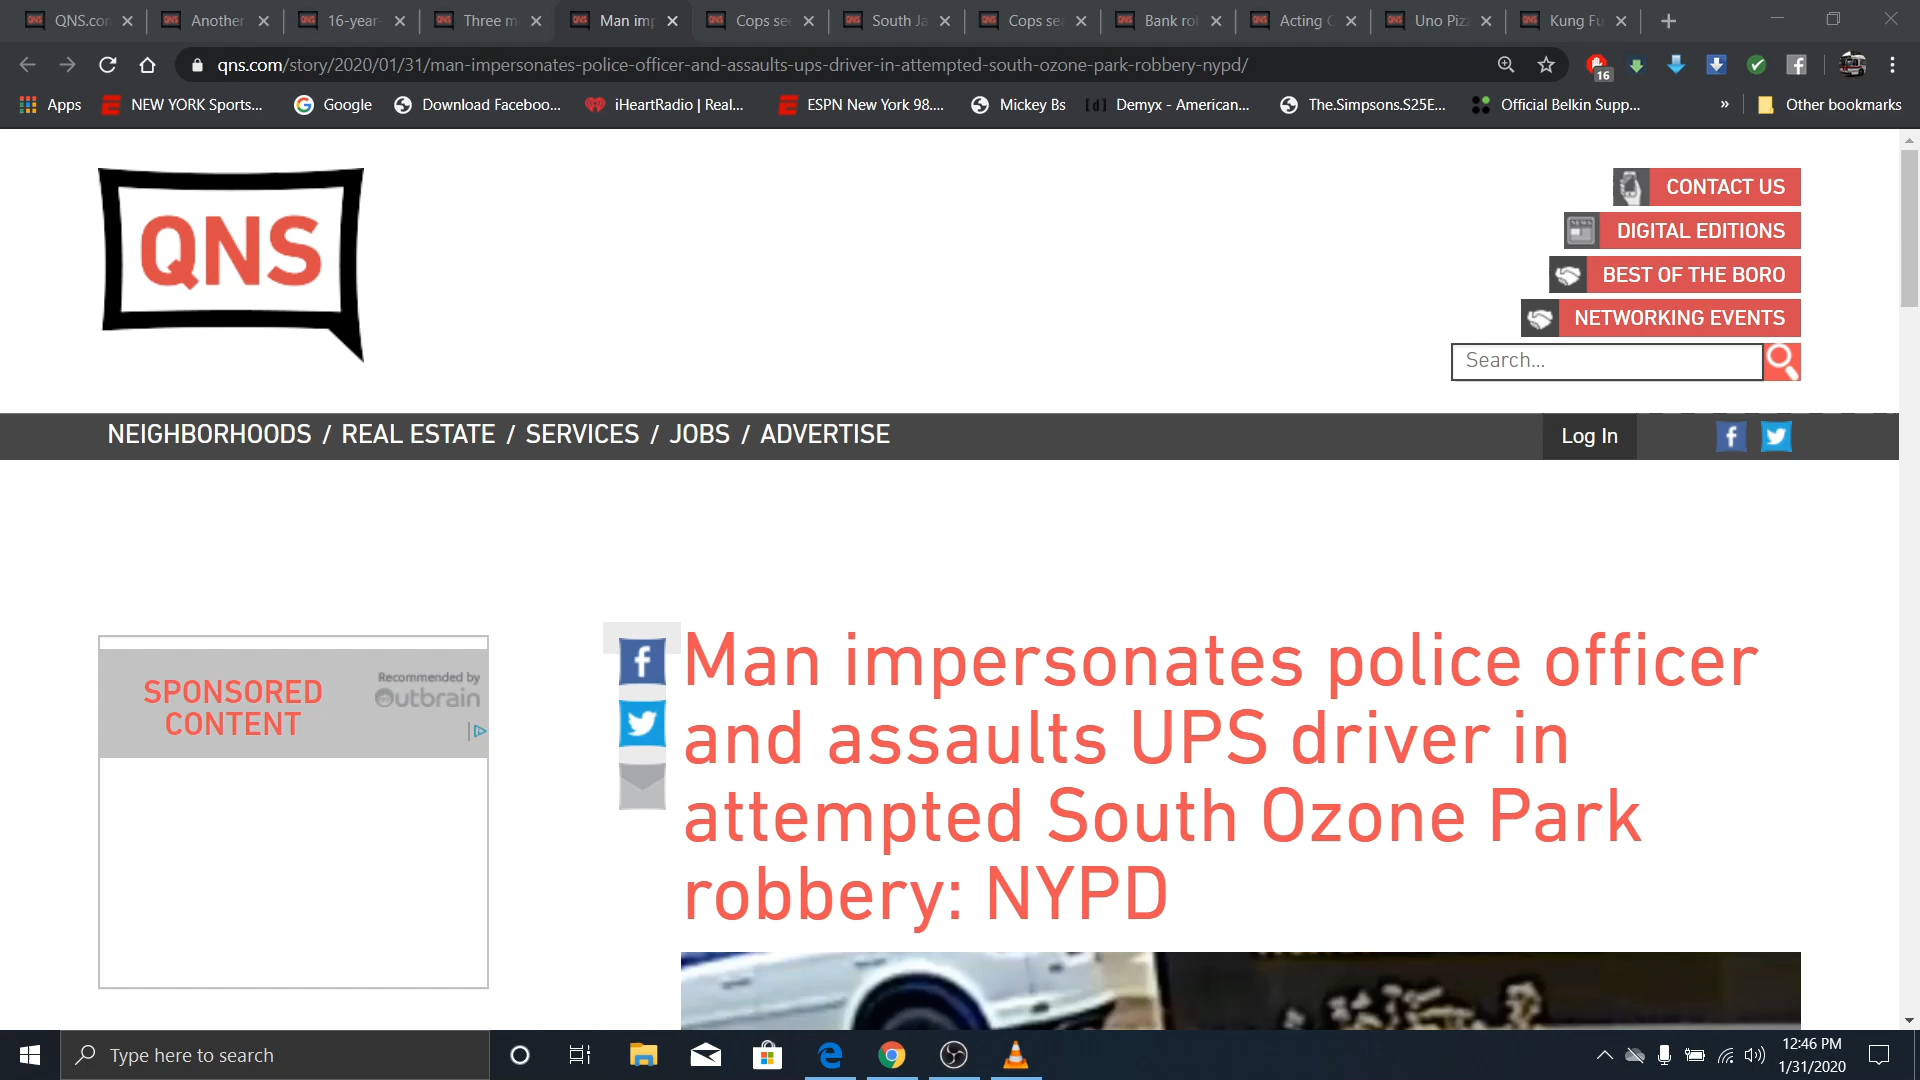 QNS.con
Another
16-year-
Three m
Man imp
Cops see
South Ja
Cops sea
Bank rol
Acting
Uno Piz
Kung Fu
qns.com/story/2020/01/31/man-impersonates-police-officer-and-assaults-ups-driver-in-attempted-south-ozone-park-robbery-nypd/
16
Apps
NEW YORK Sports...
Google
Download Faceboo...
iHeartRadio | Real...
ESPN New York 98....
Mickey Bs
[d]
Demyx - American...
The.Simpsons.S25E...
Official Belkin Supp...
»
Other bookmarks
QNS
CONTACT US
DIGITAL EDITIONS
BEST OF THE BORO
NETWORKING EVENTS
Search...
NEIGHBORHOODS / REAL ESTATE / SERVICES / JOBS / ADVERTISE
Log In
SPONSORED
CONTENT
Recommended by
Outbrain
Man impersonates police officer
and assaults UPS driver in
attempted South Ozone Park
robbery: NYPD
Type here to search
12:46 PM
1/31/2020